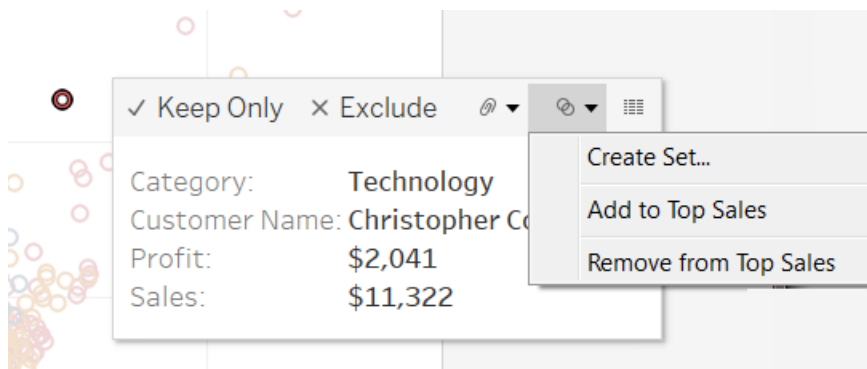 Keep Only Exclude
Create Set...
Category: Technology
Add to Top Sales
Customer Name: Christopher
Profit: $2,041
Remove from Top Sales
Sales: $11,322